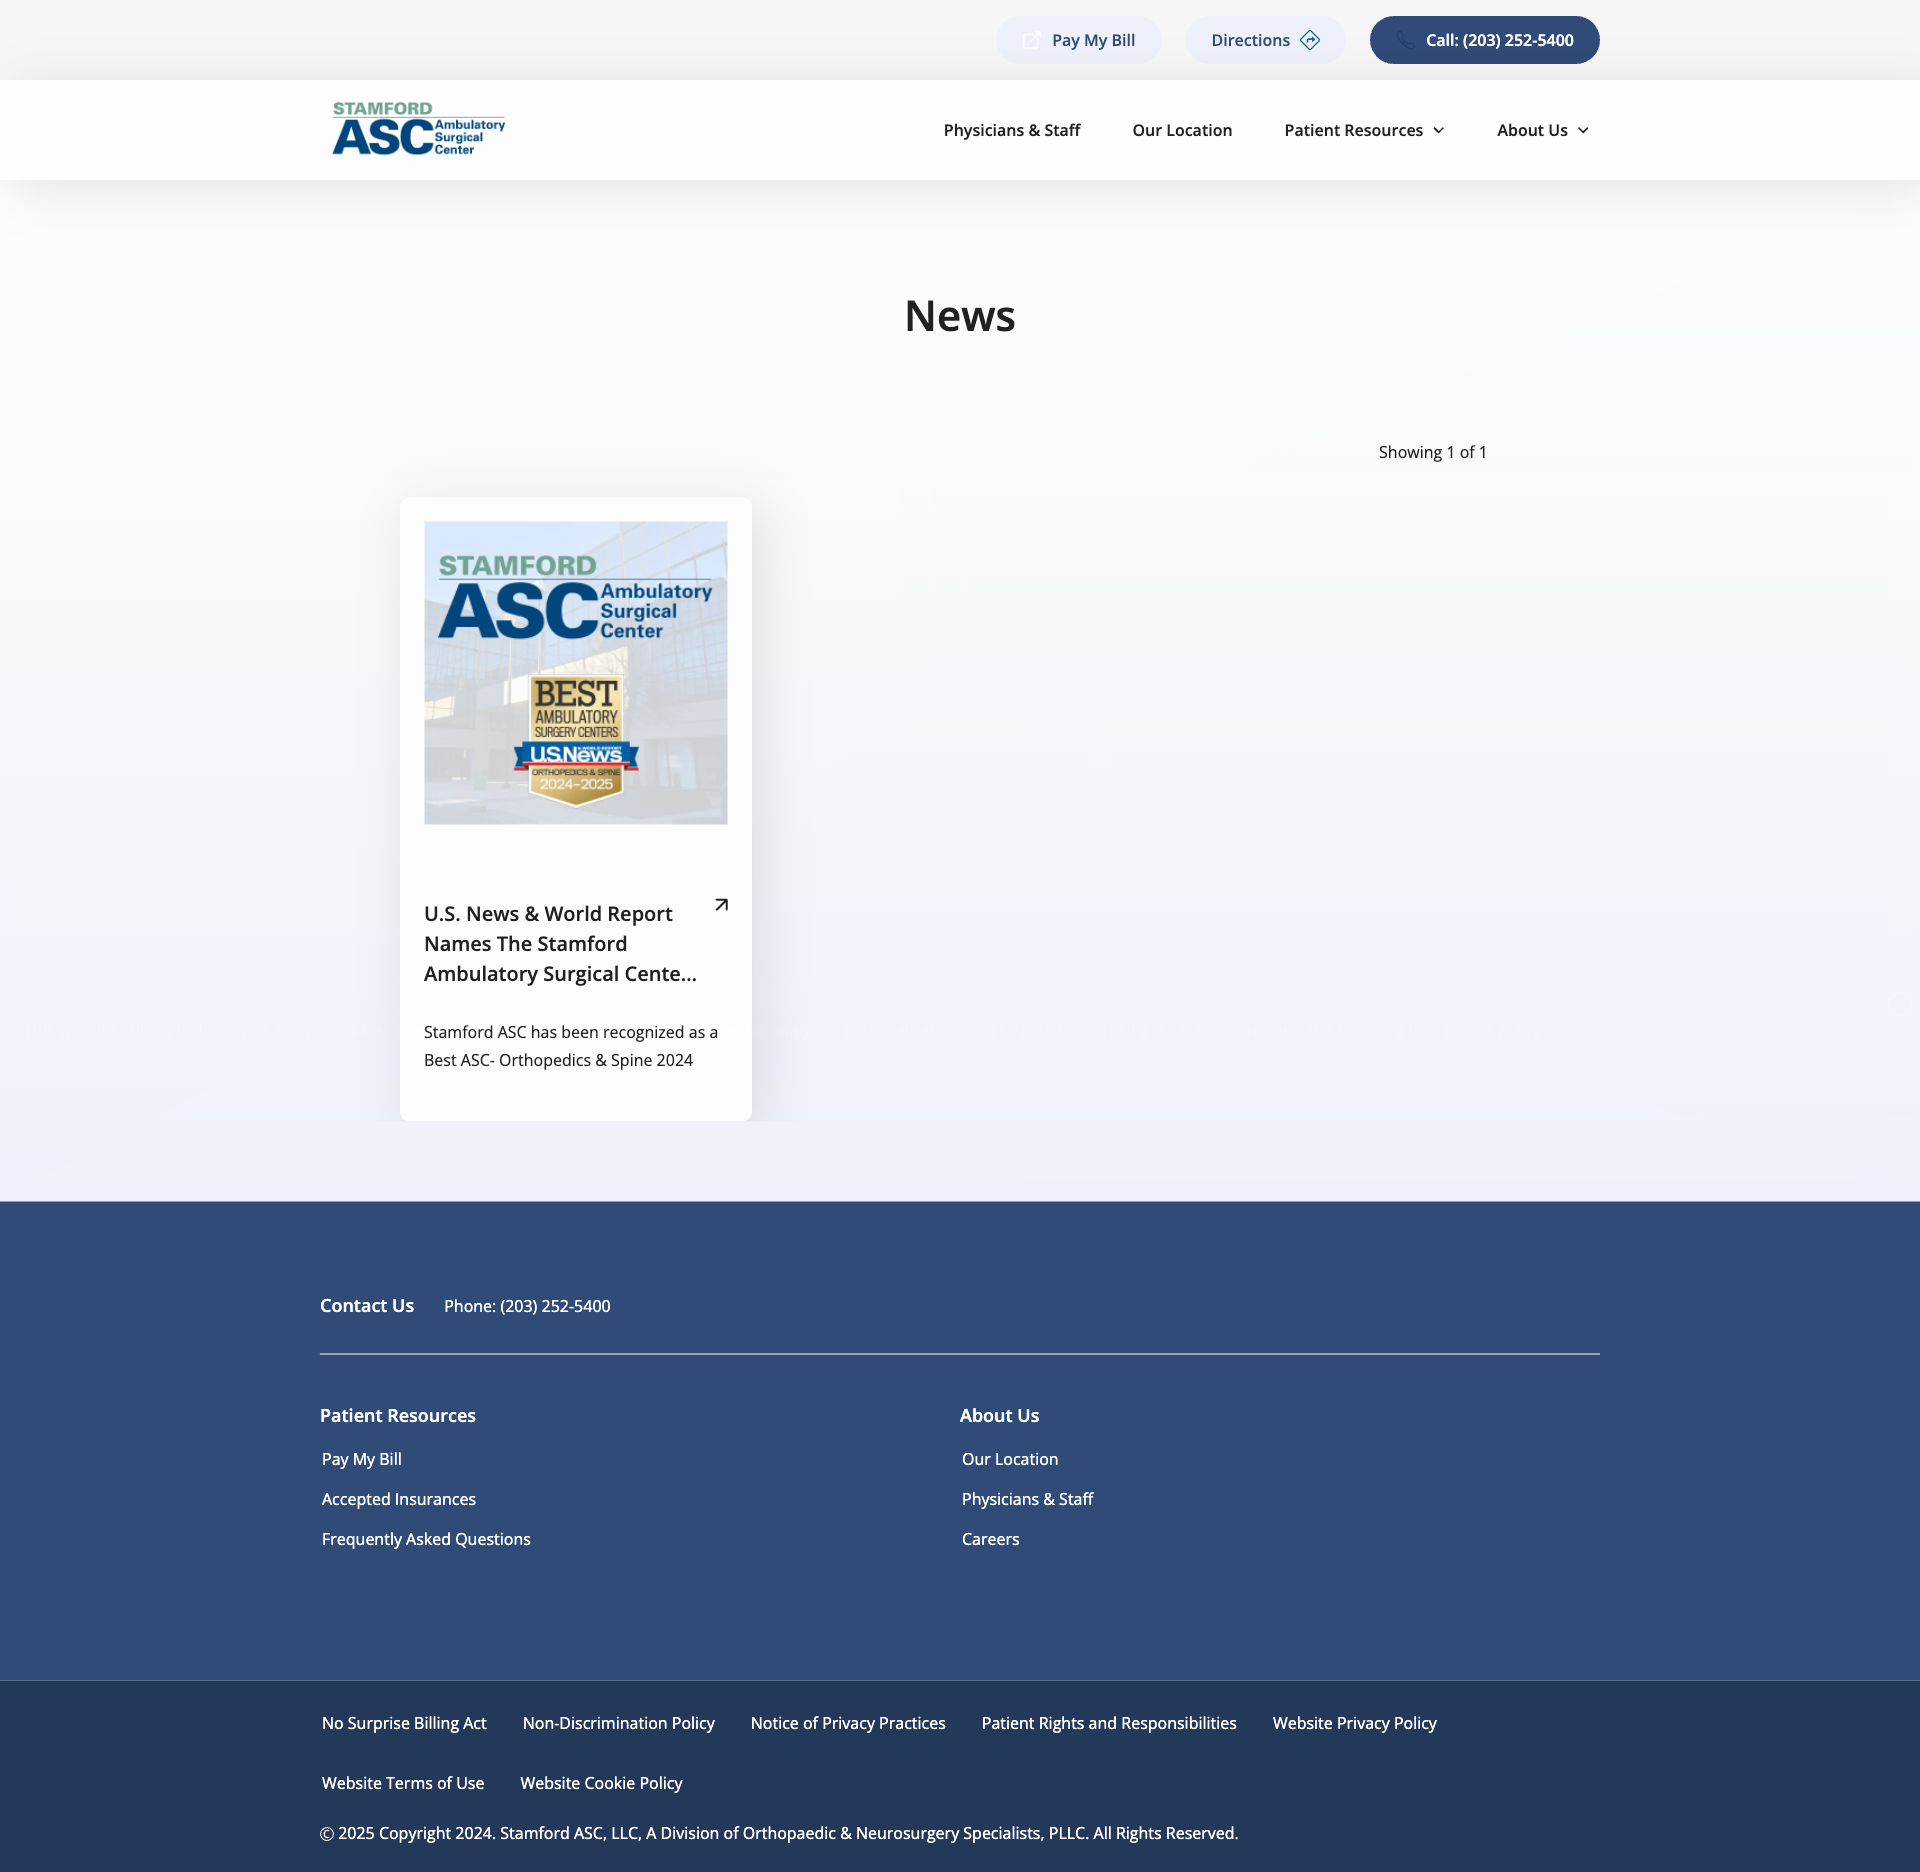 Pay My Bill
Directions
Call: (203) 252-5400
STAMFORD
ASC Ambulatory
Surgical
Center
Physicians & Staff
Our Location
Patient Resources
About Us
News
Showing 1 of 1
STAMFORD
ASC Ambulatory
Surgical
Center
BEST
AMBULATORY
SURGERY CENTERS
& WORLD REPORT
U.S.News
ORTHOPEDICS & SPINE
2024-2025
U.S. News & World Report
Names The Stamford
Ambulatory Surgical Cente...
Stamford ASC has been recognized as a
Best ASC- Orthopedics & Spine 2024
Contact Us
Phone: (203) 252-5400
Patient Resources
Pay My Bill
Accepted Insurances
Frequently Asked Questions
About Us
Our Location
Physicians & Staff
Careers
No Surprise Billing Act
Non-Discrimination Policy
Notice of Privacy Practices
Patient Rights and Responsibilities
Website Privacy Policy
Website Terms of Use
Website Cookie Policy
© 2025 Copyright 2024. Stamford ASC, LLC, A Division of Orthopaedic & Neurosurgery Specialists, PLLC. All Rights Reserved.